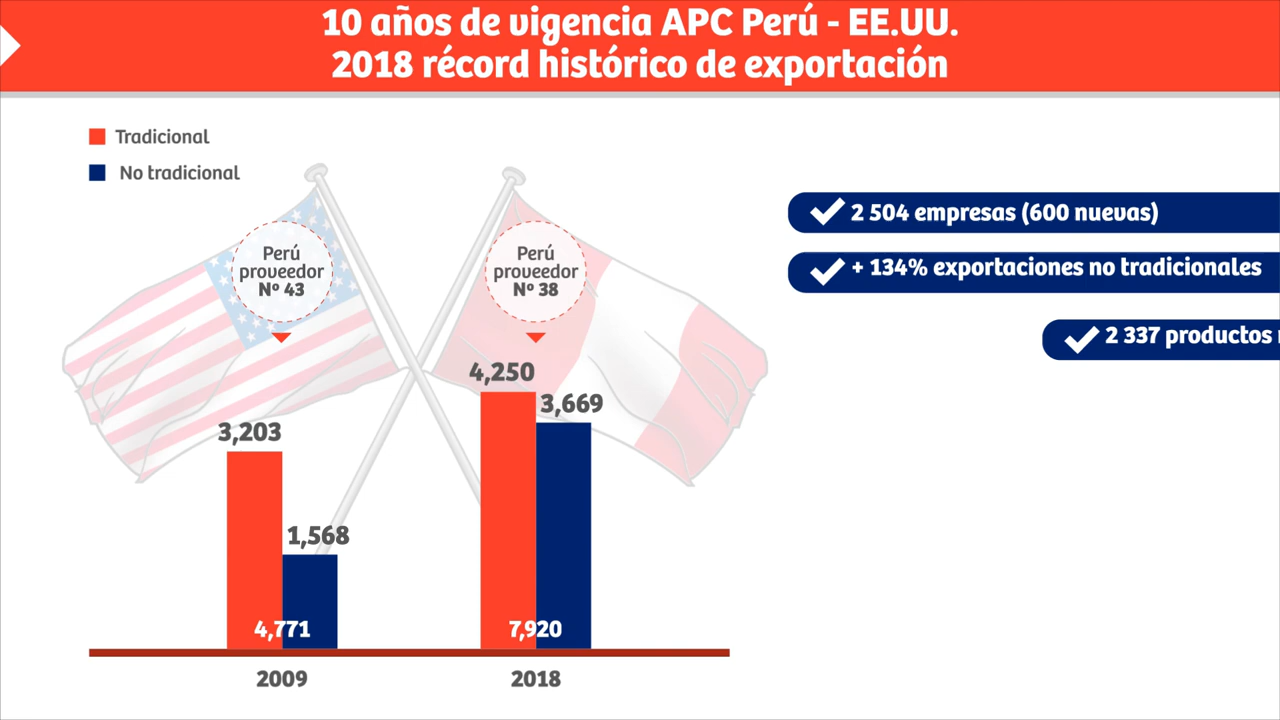 10 años de vigencia APC Perú - EE.UU.
2018 récord histórico de exportación
Tradicional
No tradicional
Perú
proveedor
Nº 43
Perú
proveedor
Nº 38
3,203
1,568
4,771
4,250
3,669
7,920
2009
2018
2 504 empresas (600 nuevas)
+ 134% exportaciones no tradicionales
2 337 productos